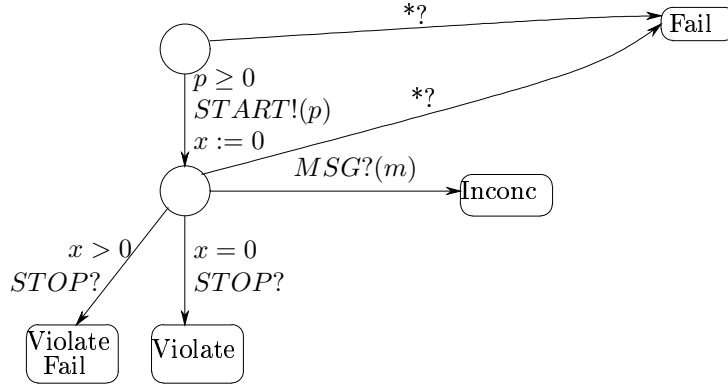 *?
Fail
p ≥ 0
START!(p)
x := 0
*?
MSG?(m)
Inconc
x > 0
STOP?
x = 0
STOP?
Violate
Fail
Violate